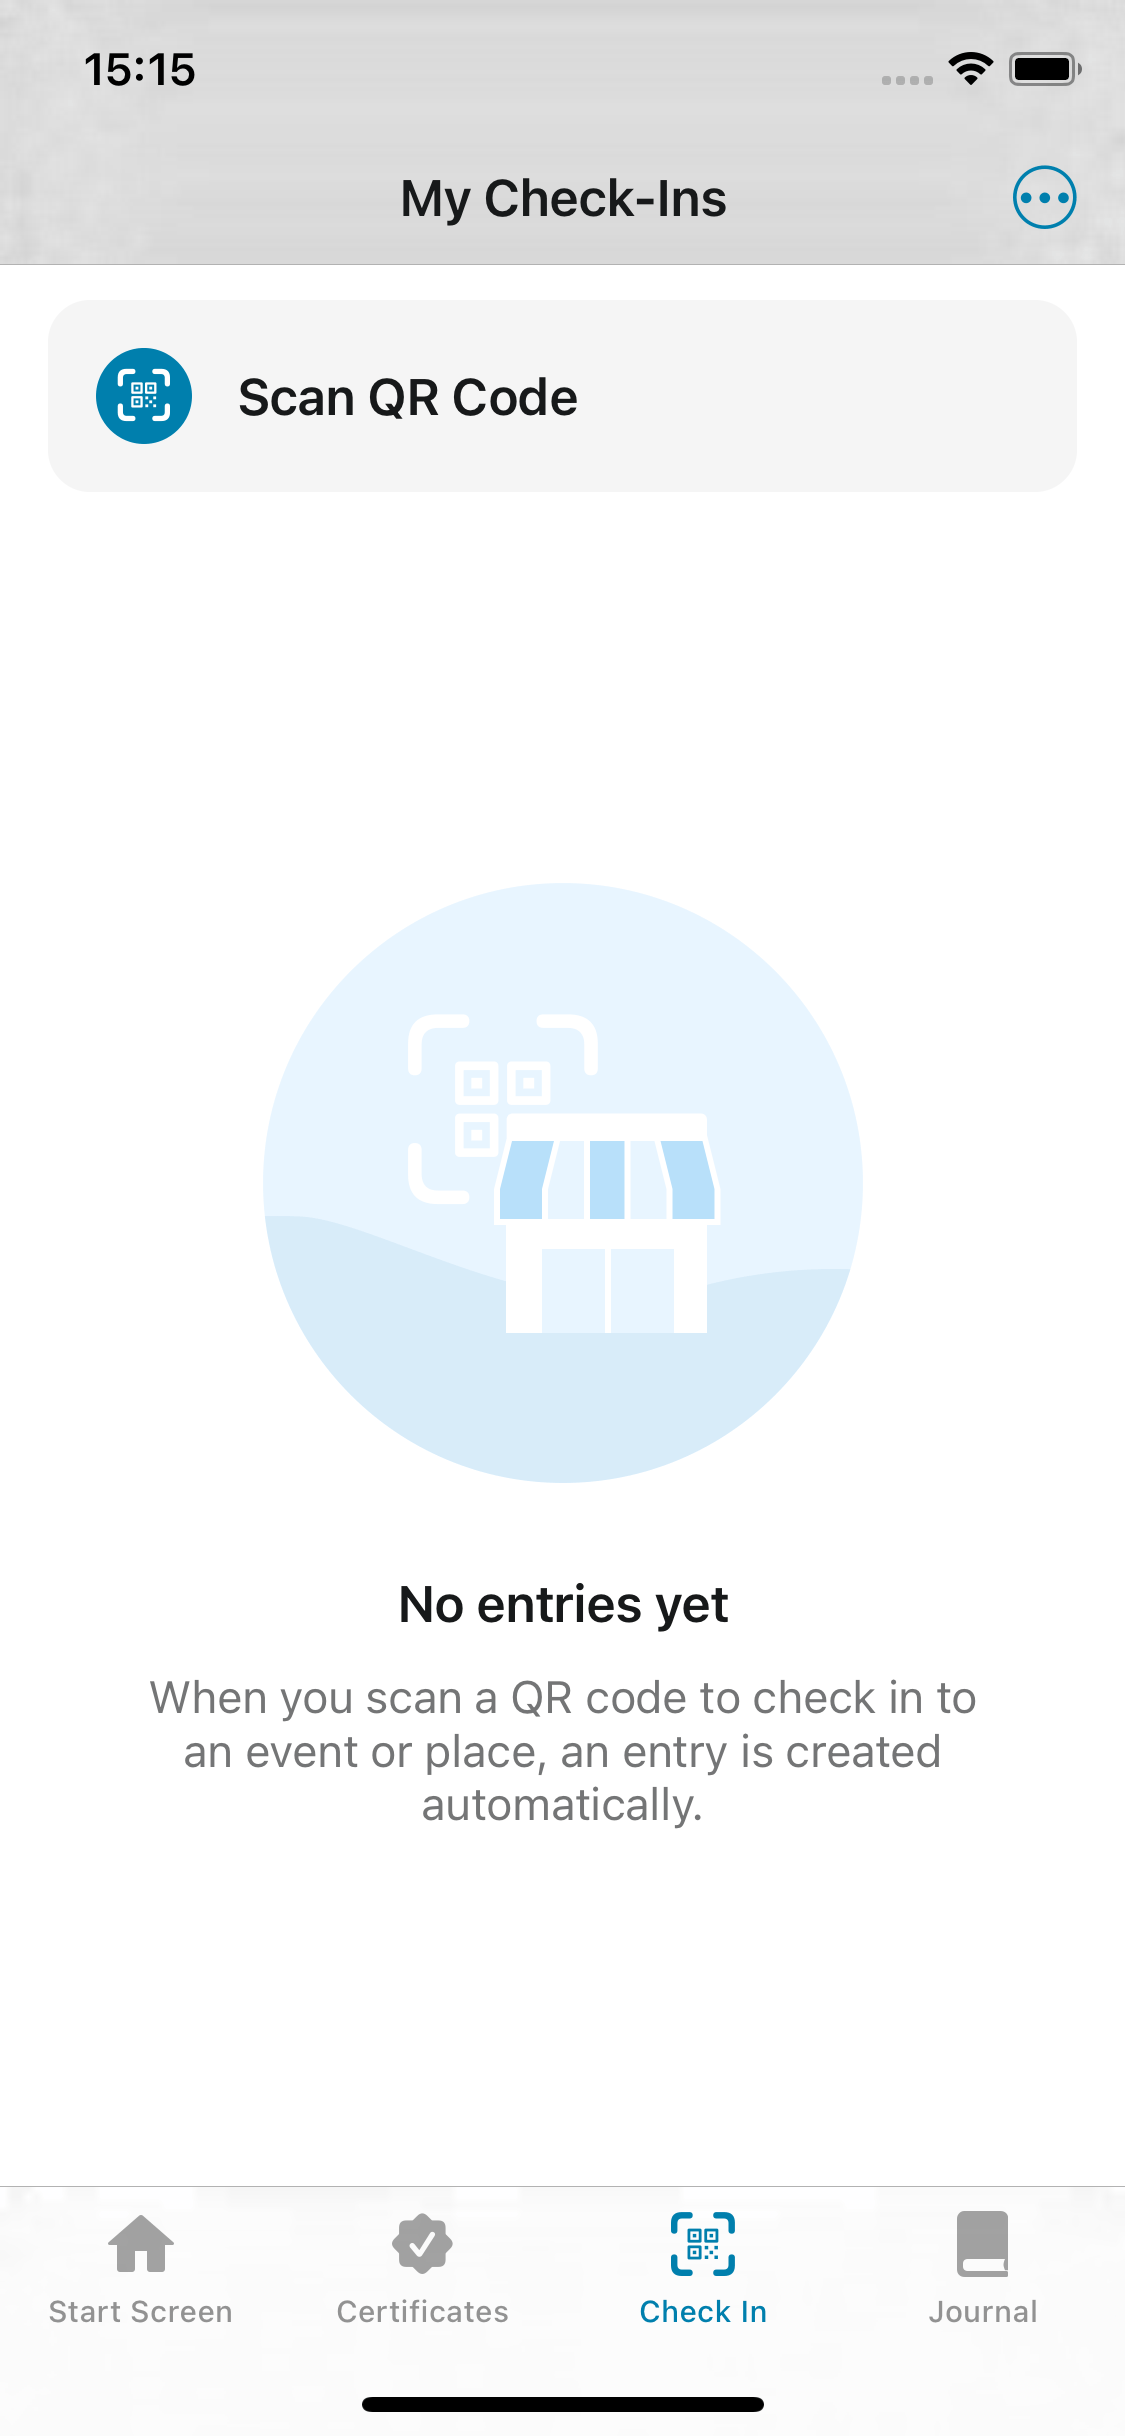 15:15
My Check-Ins
Scan QR Code
No entries yet
When you scan a QR code to check in to
an event or place, an entry is created
automatically.
Start Screen
Certificates
Check In
Journal